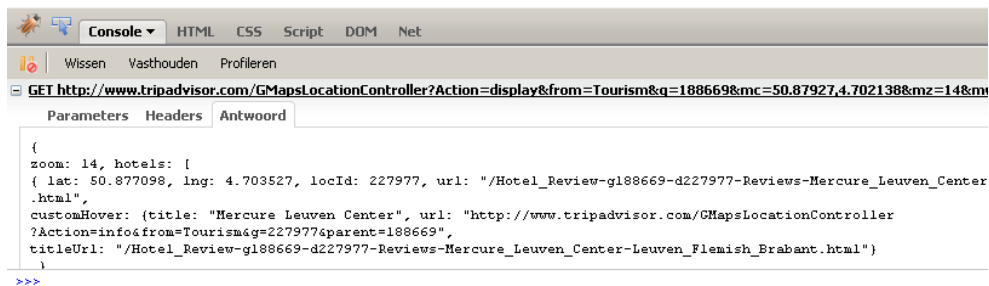 Console ▾ HTML CSS Script DOM Net
Wissen Vasthouden Profileren
GET http://www.tripadvisor.com/GMapsLocationController?Action=display&from=Tourism&g=188669&mc=50.87927,4.702138&mz=14&mw
Parameters Headers Antwoord
{
zoom: 14, hotels: [
{ lat: 50.877098, lng: 4.703527, locId: 227977, url: "/Hotel_Review-g188669-d227977-Reviews-Mercure_Leuven_Center
.html",
customHover: {title: "Mercure Leuven Center", url: "http://www.tripadvisor.com/GMapsLocationController
?Action=info&from=Tourism&g=227977&parent=188669",
titleUrl: "/Hotel_Review-g188669-d227977-Reviews-Mercure_Leuven_Center-Leuven_Flemish_Brabant.html"}
}
>>>